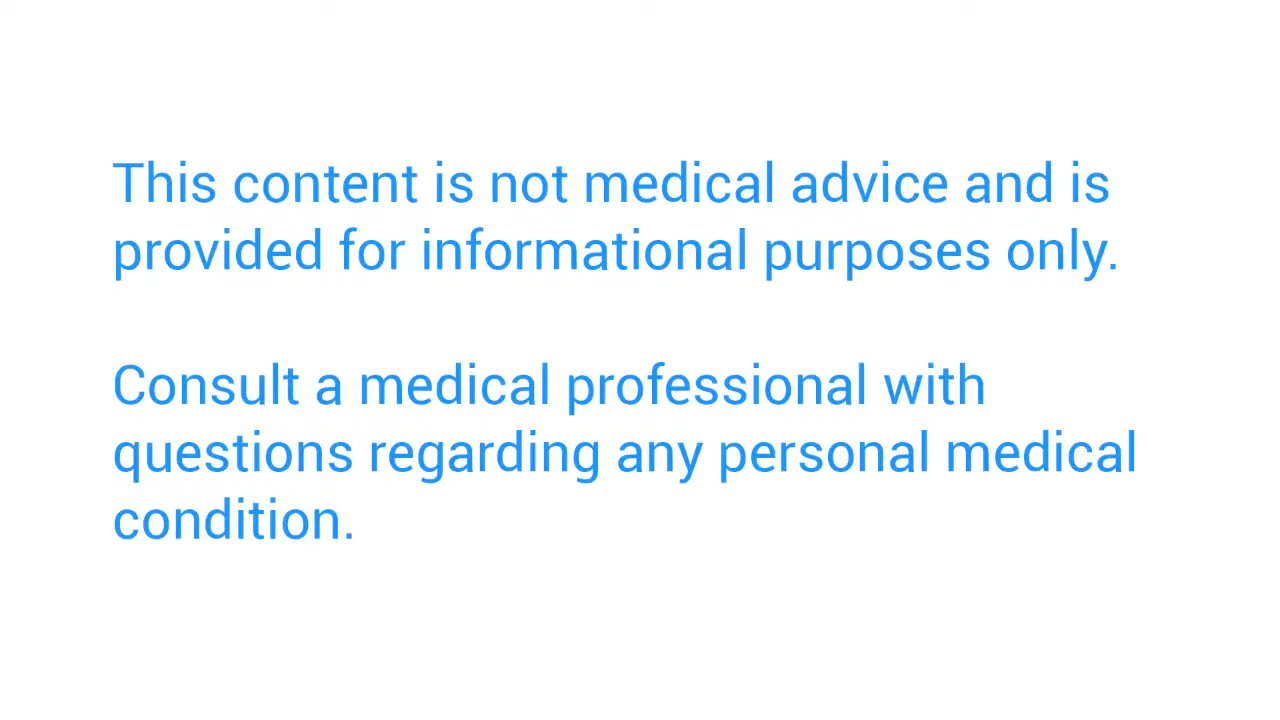 This content is not medical advice and is
provided for informational purposes only.
Consult a medical professional with
questions regarding any personal medical
condition.